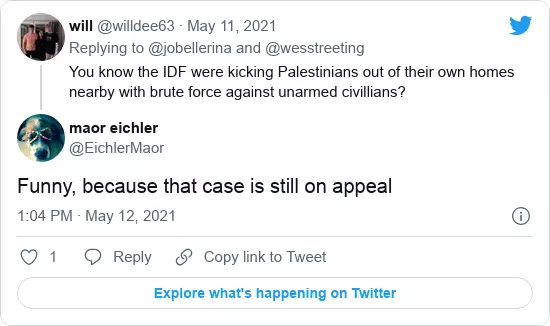 will @willdee63 · May 11, 2021
Replying to @jobellerina and @wesstreeting
You know the IDF were kicking Palestinians out of their own homes
nearby with brute force against unarmed civillians?
maor eichler
@EichlerMaor
Funny, because that case is still on appeal
1:04 PM · May 12, 2021
1 Reply Copy link to Tweet
Explore what's happening on Twitter